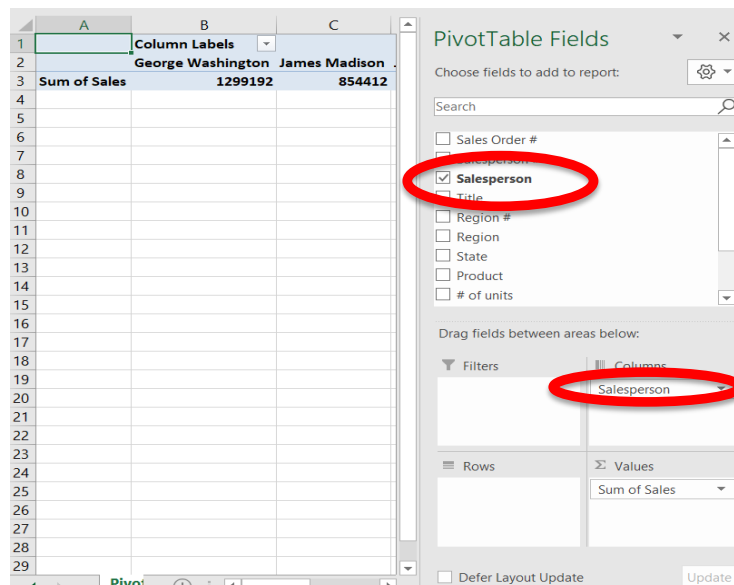 A B C
1 Column Labels
2 George Washington James Madison
3 Sum of Sales 1299192 854412
4
5
6
7
8
9
10
11
12
13
14
15
16
17
18
19
20
21
22
23
24
25
26
27
28
29
PivotTable Fields
Choose fields to add to report:
Search
Sales Order #
Salesperson
Title
Region #
Region
State
Product
# of units
Drag fields between areas below:
Filters
Columns
Salesperson
Rows
Σ Values
Sum of Sales
Defer Layout Update
Update